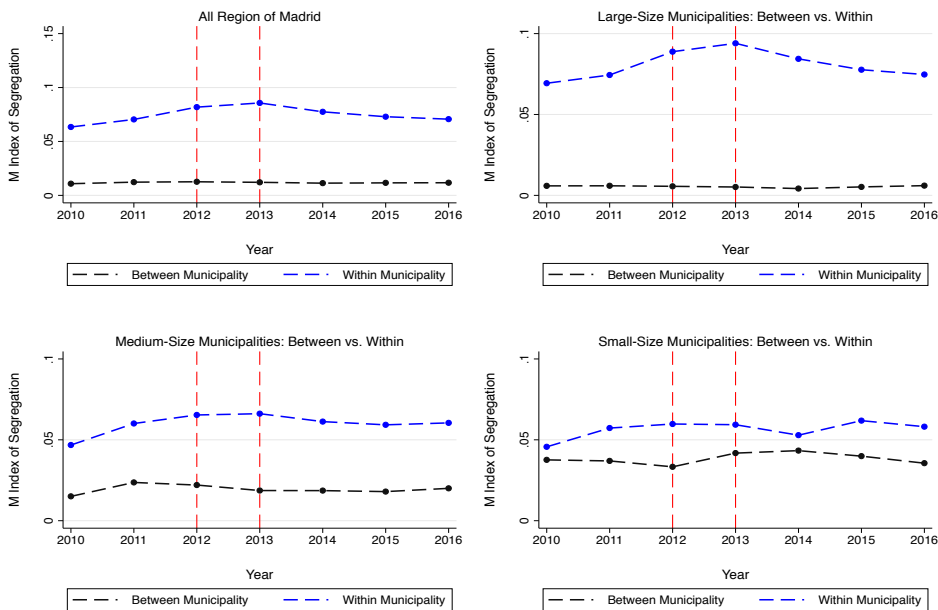 All Region of Madrid
M Index of Segregation
.15
.1
.05
0
2010 2011 2012 2013 2014 2015 2016
Year
Between Municipality Within Municipality
Large-Size Municipalities: Between vs. Within
M Index of Segregation
.1
.05
0
2010 2011 2012 2013 2014 2015 2016
Year
Between Municipality Within Municipality
Medium-Size Municipalities: Between vs. Within
M Index of Segregation
.1
.05
0
2010 2011 2012 2013 2014 2015 2016
Year
Between Municipality Within Municipality
Small-Size Municipalities: Between vs. Within
M Index of Segregation
.1
.05
0
2010 2011 2012 2013 2014 2015 2016
Year
Between Municipality Within Municipality